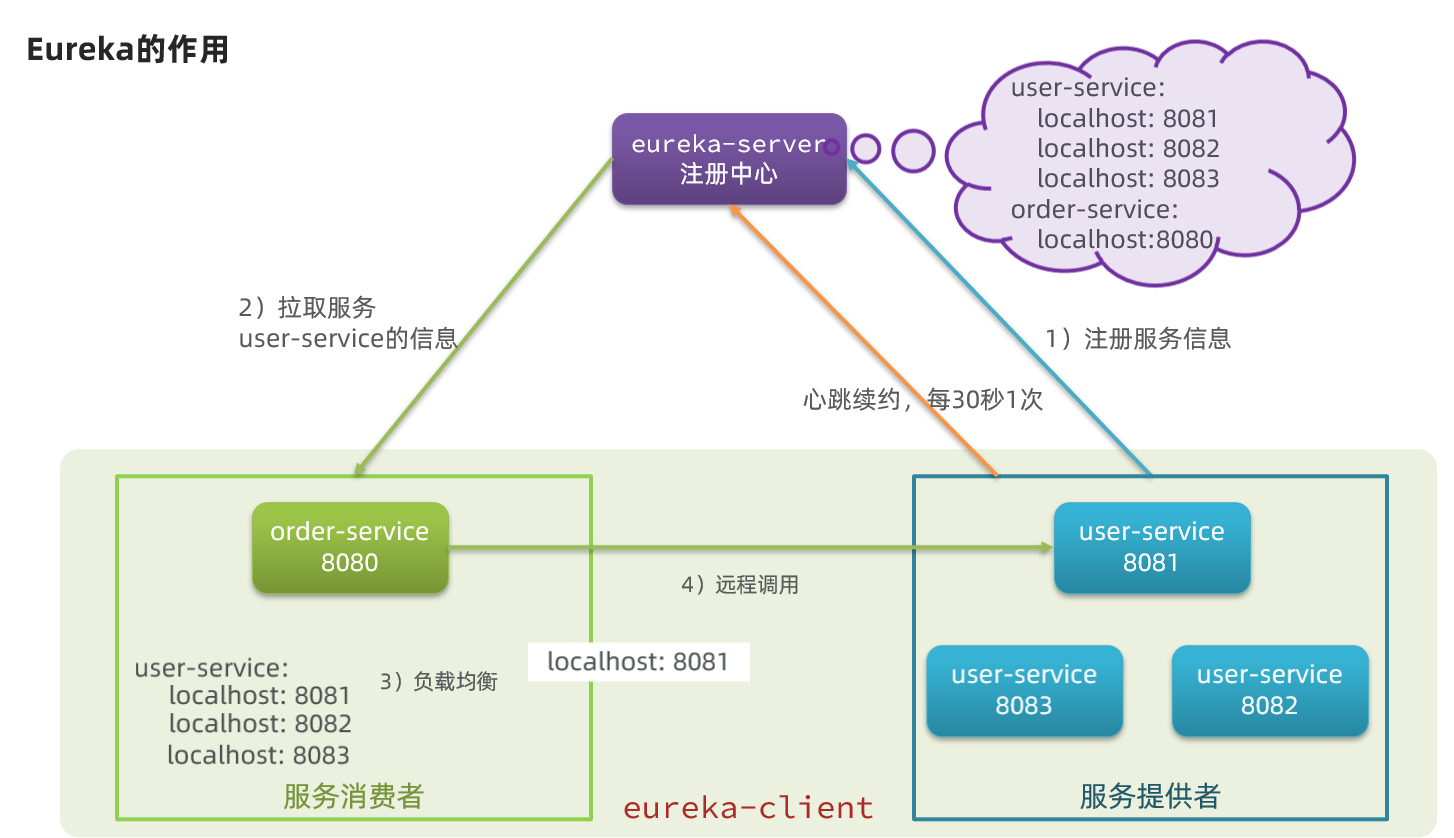 Eureka的作用
eureka-server
注册中心
user-service:
localhost: 8081
localhost: 8082
localhost: 8083
order-service:
localhost:8080
2）拉取服务
user-service的信息
1）注册服务信息
心跳续约，每30秒1次
order-service
8080
user-service
8081
4）远程调用
user-service:
localhost: 8081
localhost: 8082
localhost: 8083
3）负载均衡
localhost: 8081
user-service
8083
user-service
8082
服务消费者
eureka-client
服务提供者